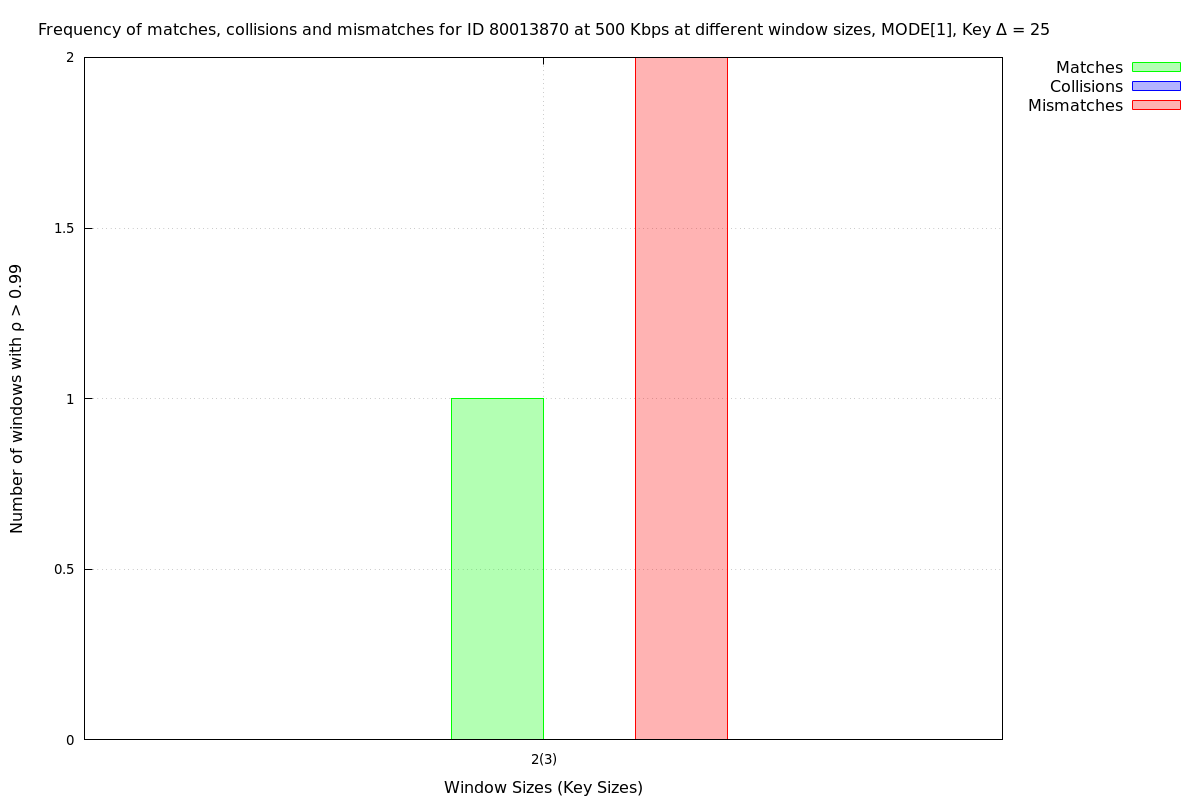 Frequency of matches, collisions and mismatches for ID 80013870 at 500 Kbps at different window sizes, MODE[1], Key Δ = 25
Matches
Collisions
Mismatches
2
1.5
1
0.5
0
Number of windows with ρ > 0.99
2(3)
Window Sizes (Key Sizes)